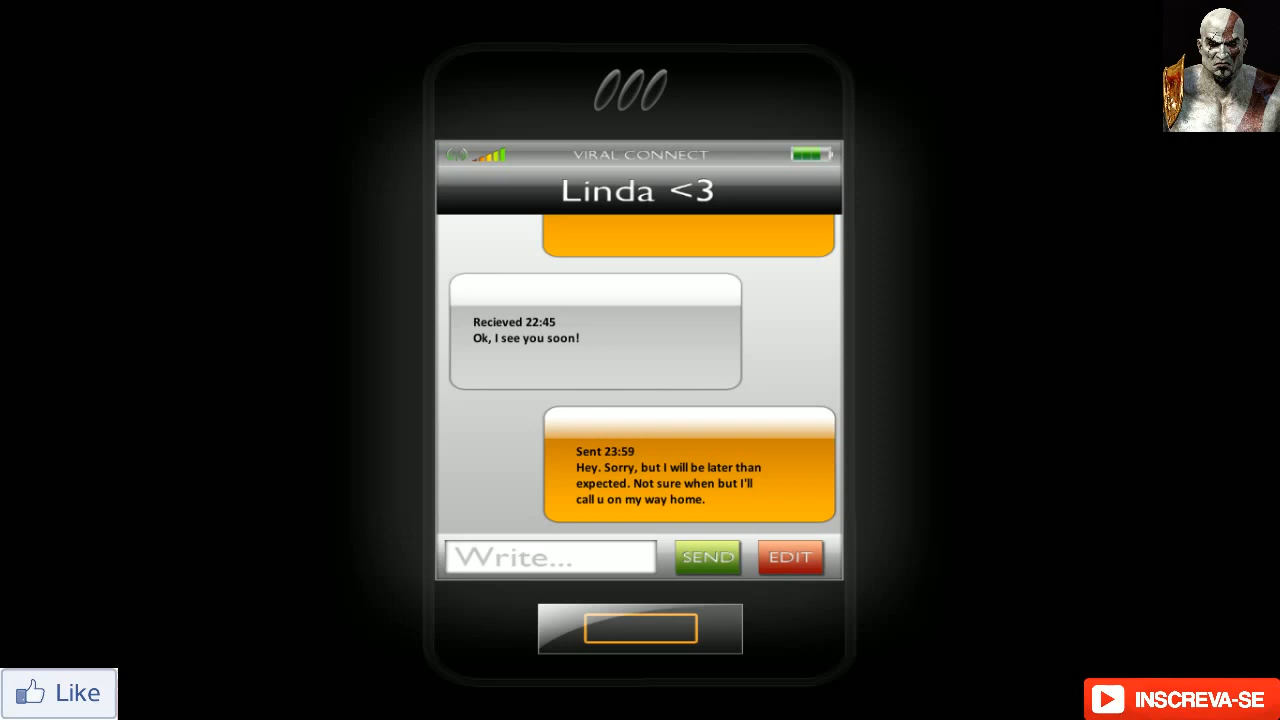 VIRAL CONNECT
Linda <3
Recieved 22:45
Ok, I see you soon!
Sent 23:59
Hey. Sorry, but I will be later than
expected. Not sure when but I'll
call u on my way home.
Write...
SEND
EDIT
Like
INSCREVA-SE